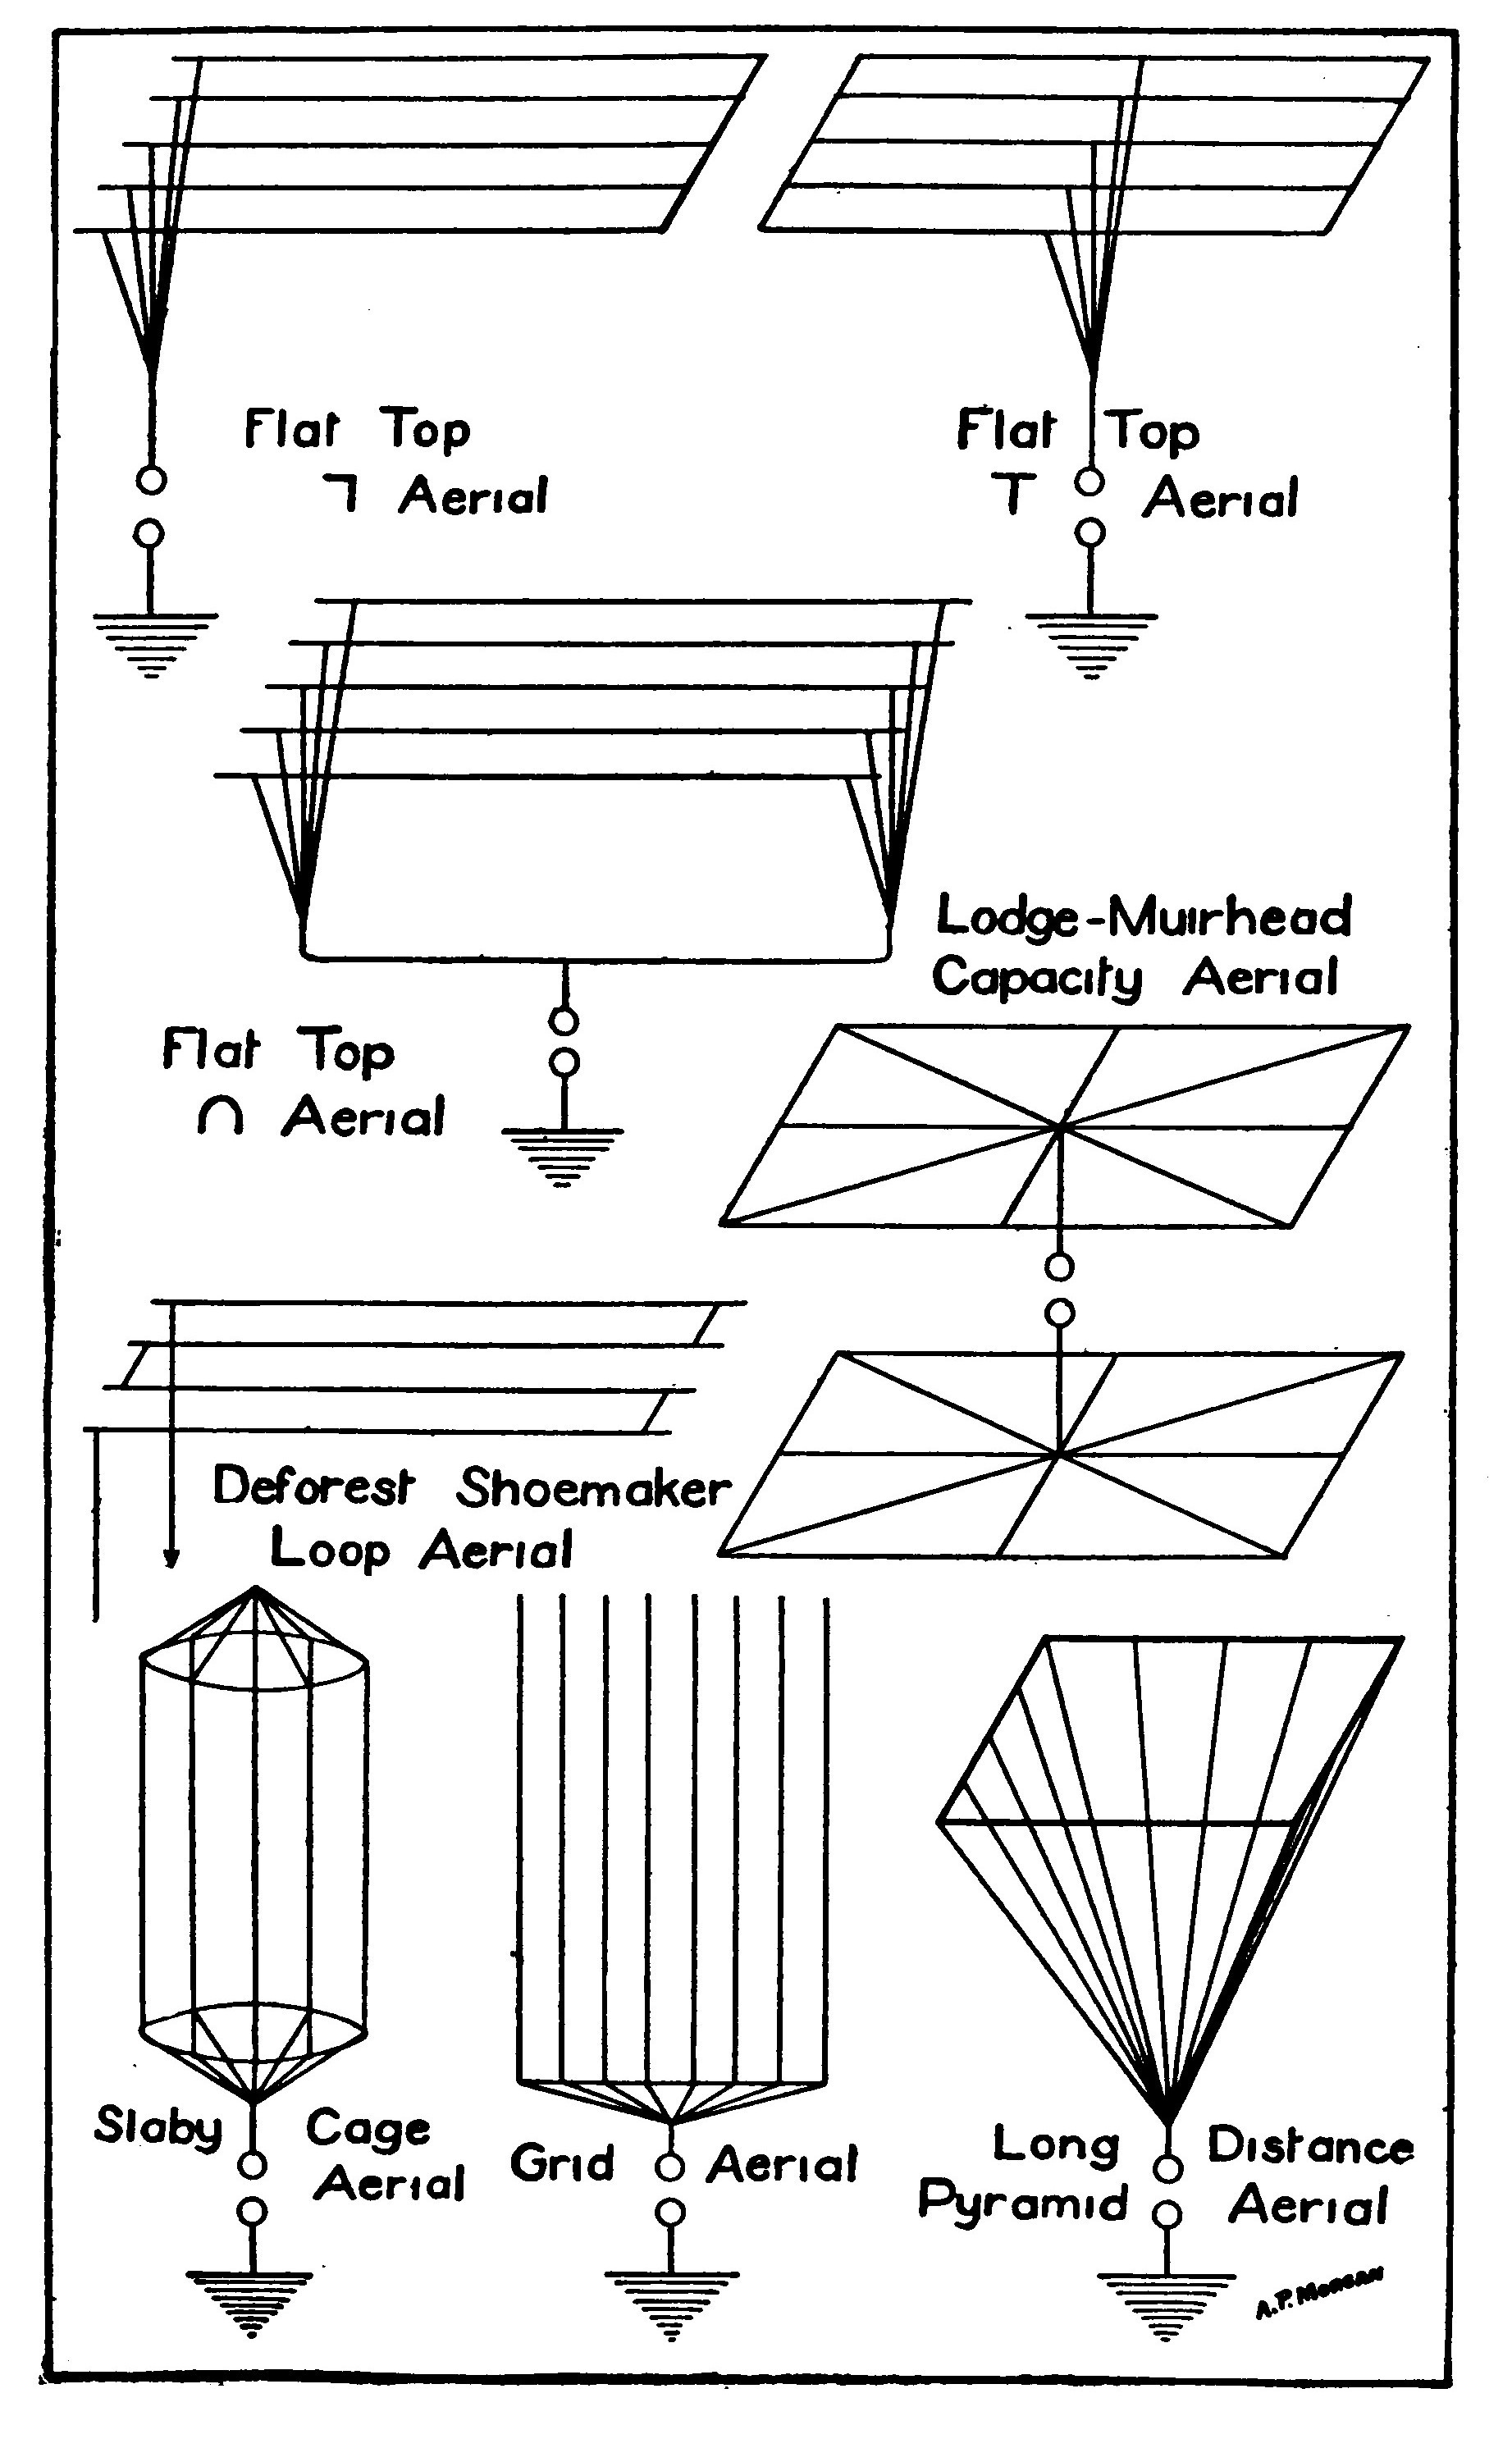 Flat Top
ㄱ Aerial
Flat Top
T Aerial
Lodge-Muirhead
Capacity Aerial
Flat Top
∩ Aerial
Deforest Shoemaker
Loop Aerial
Slaby Cage
Aerial
Grid Aerial
Long Distance
Pyramid Aerial
A.P. MORGAN